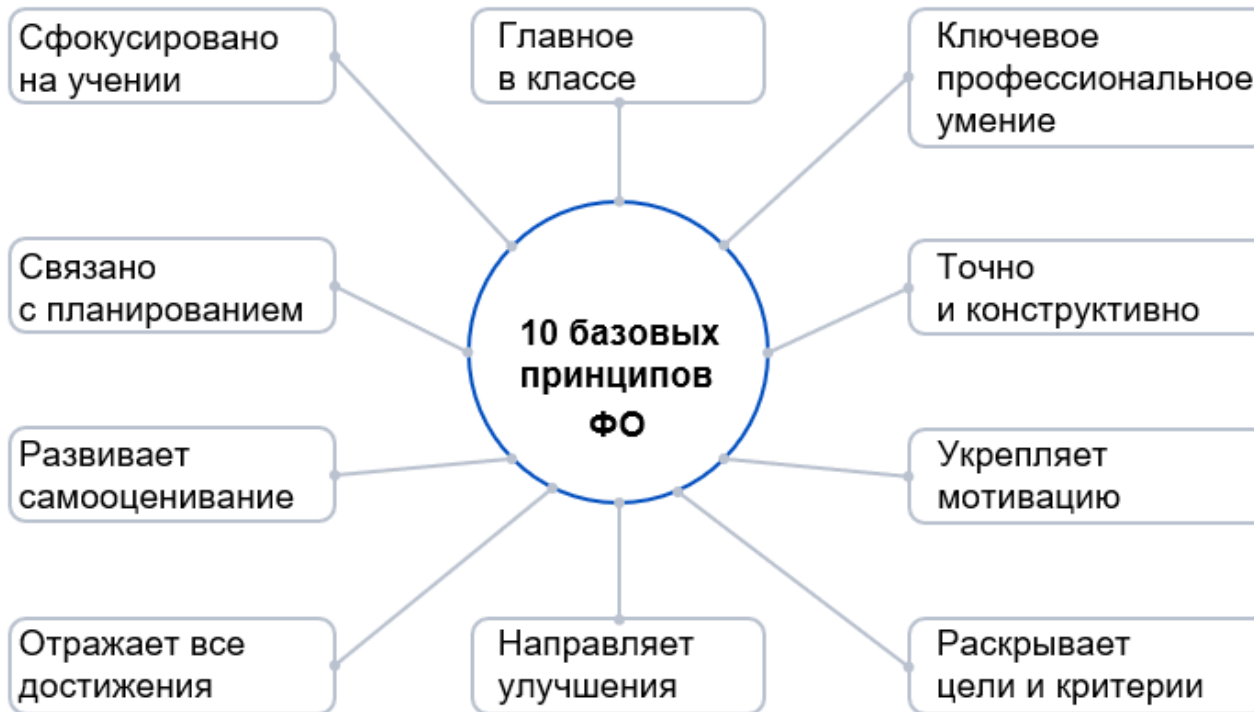 Сфокусировано
на учении
Главное
в классе
Ключевое
профессиональное
умение
Связано
с планированием
10 базовых
принципов
ФО
Точно
и конструктивно
Развивает
самооценивание
Укрепляет
мотивацию
Отражает все
достижения
Направляет
улучшения
Раскрывает
цели и критерии